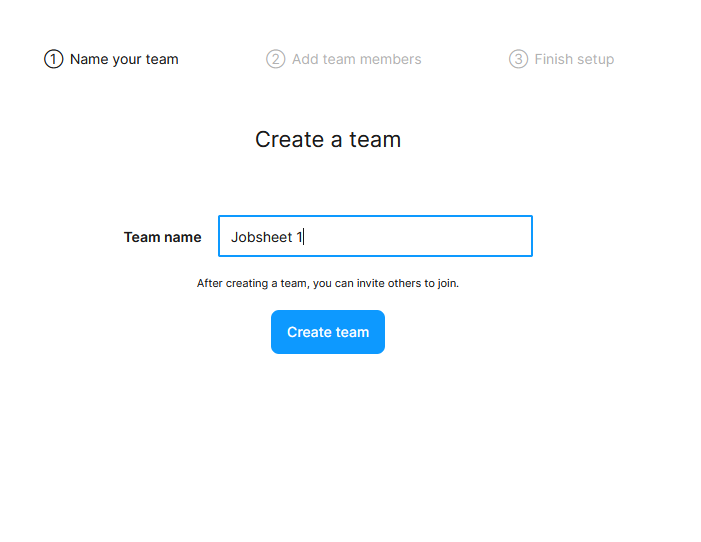 1 Name your team 2 Add team members 3 Finish setup
Create a team
Team name Jobsheet 1
After creating a team, you can invite others to join.
Create team